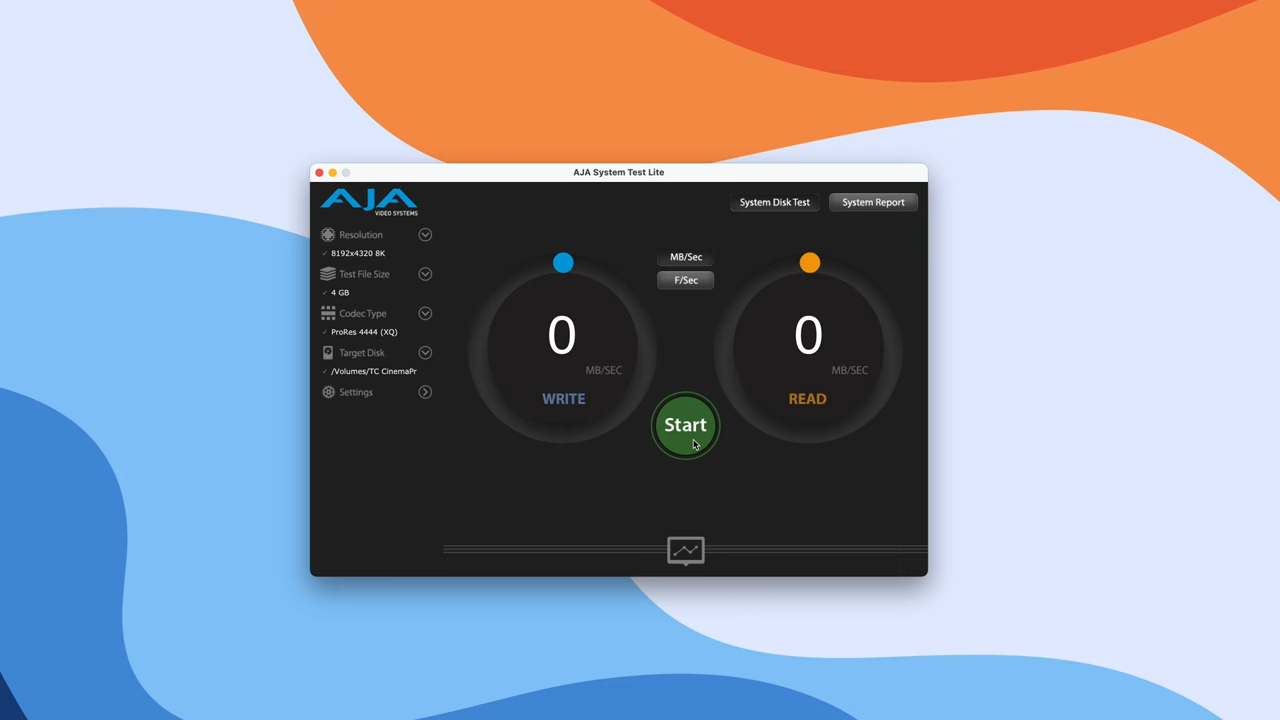 AJA System Test Lite
AJA
VIDEO SYSTEMS
System Disk Test
System Report
Resolution
✓ 8192x4320 8K
Test File Size
✓ 4 GB
Codec Type
✓ ProRes 4444 (XQ)
Target Disk
✓ /Volumes/TC CinemaPr
Settings
MB/Sec
F/Sec
0
MB/SEC
WRITE
0
MB/SEC
READ
Start